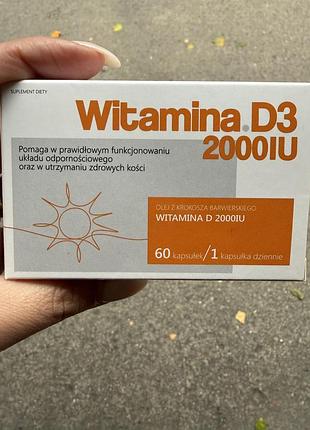 SUPLEMENT DIETY
Witamina D3
2000IU
Pomaga w prawidłowym funkcjonowaniu
układu odpornościowego
oraz w utrzymaniu zdrowych kości
OLEJ Z KROKOSZA BARWIERSKIEGO
WITAMINA D 2000IU
60 kapsułek/1 kapsułka dziennie